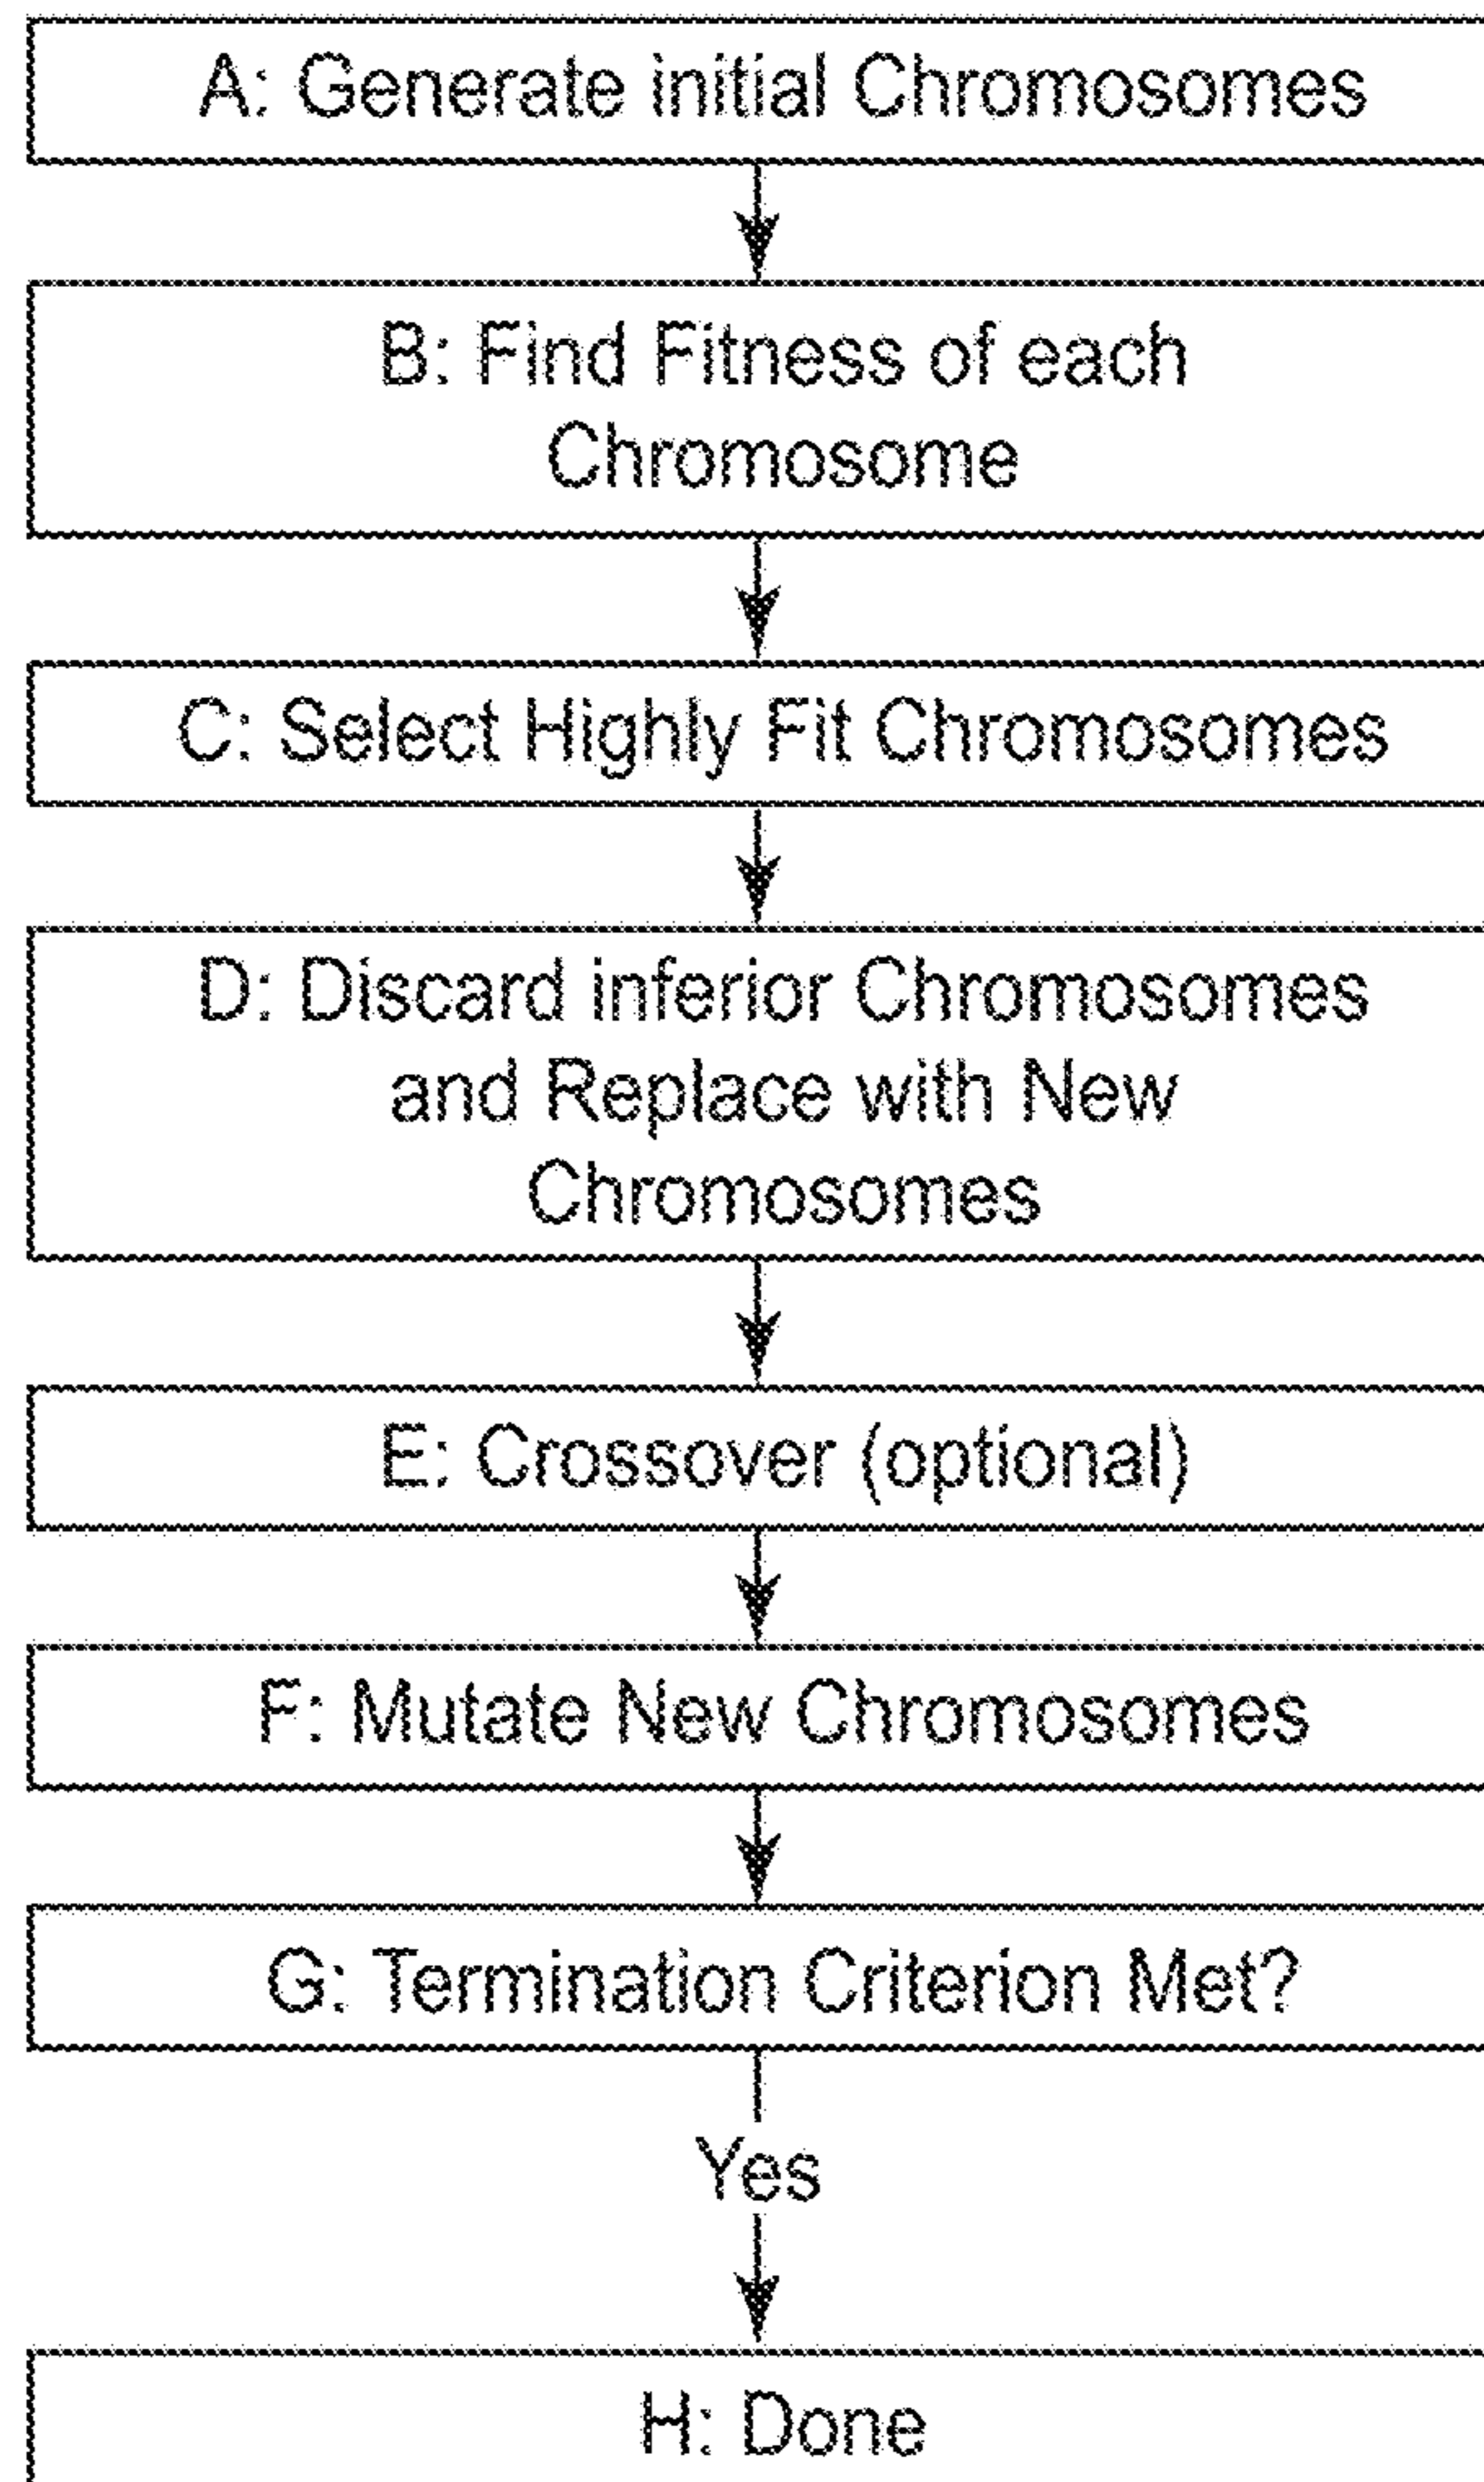 A: Generate initial Chromosomes
B: Find Fitness of each
Chromosome
C: Select Highly Fit Chromosomes
D: Discard inferior Chromosomes
and Replace with New
Chromosomes
E: Crossover (optional)
F: Mutate New Chromosomes
G: Termination Criterion Met?
Yes
H: Done